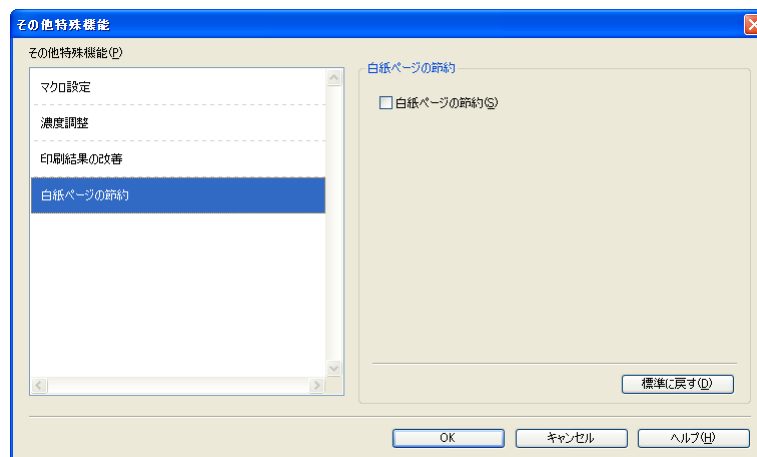 その他特殊機能
その他特殊機能(P)
マクロ設定
濃度調整
印刷結果の改善
白紙ページの節約
白紙ページの節約
白紙ページの節約(S)
標準に戻す(D)
OK
キャンセル
ヘルプ(H)